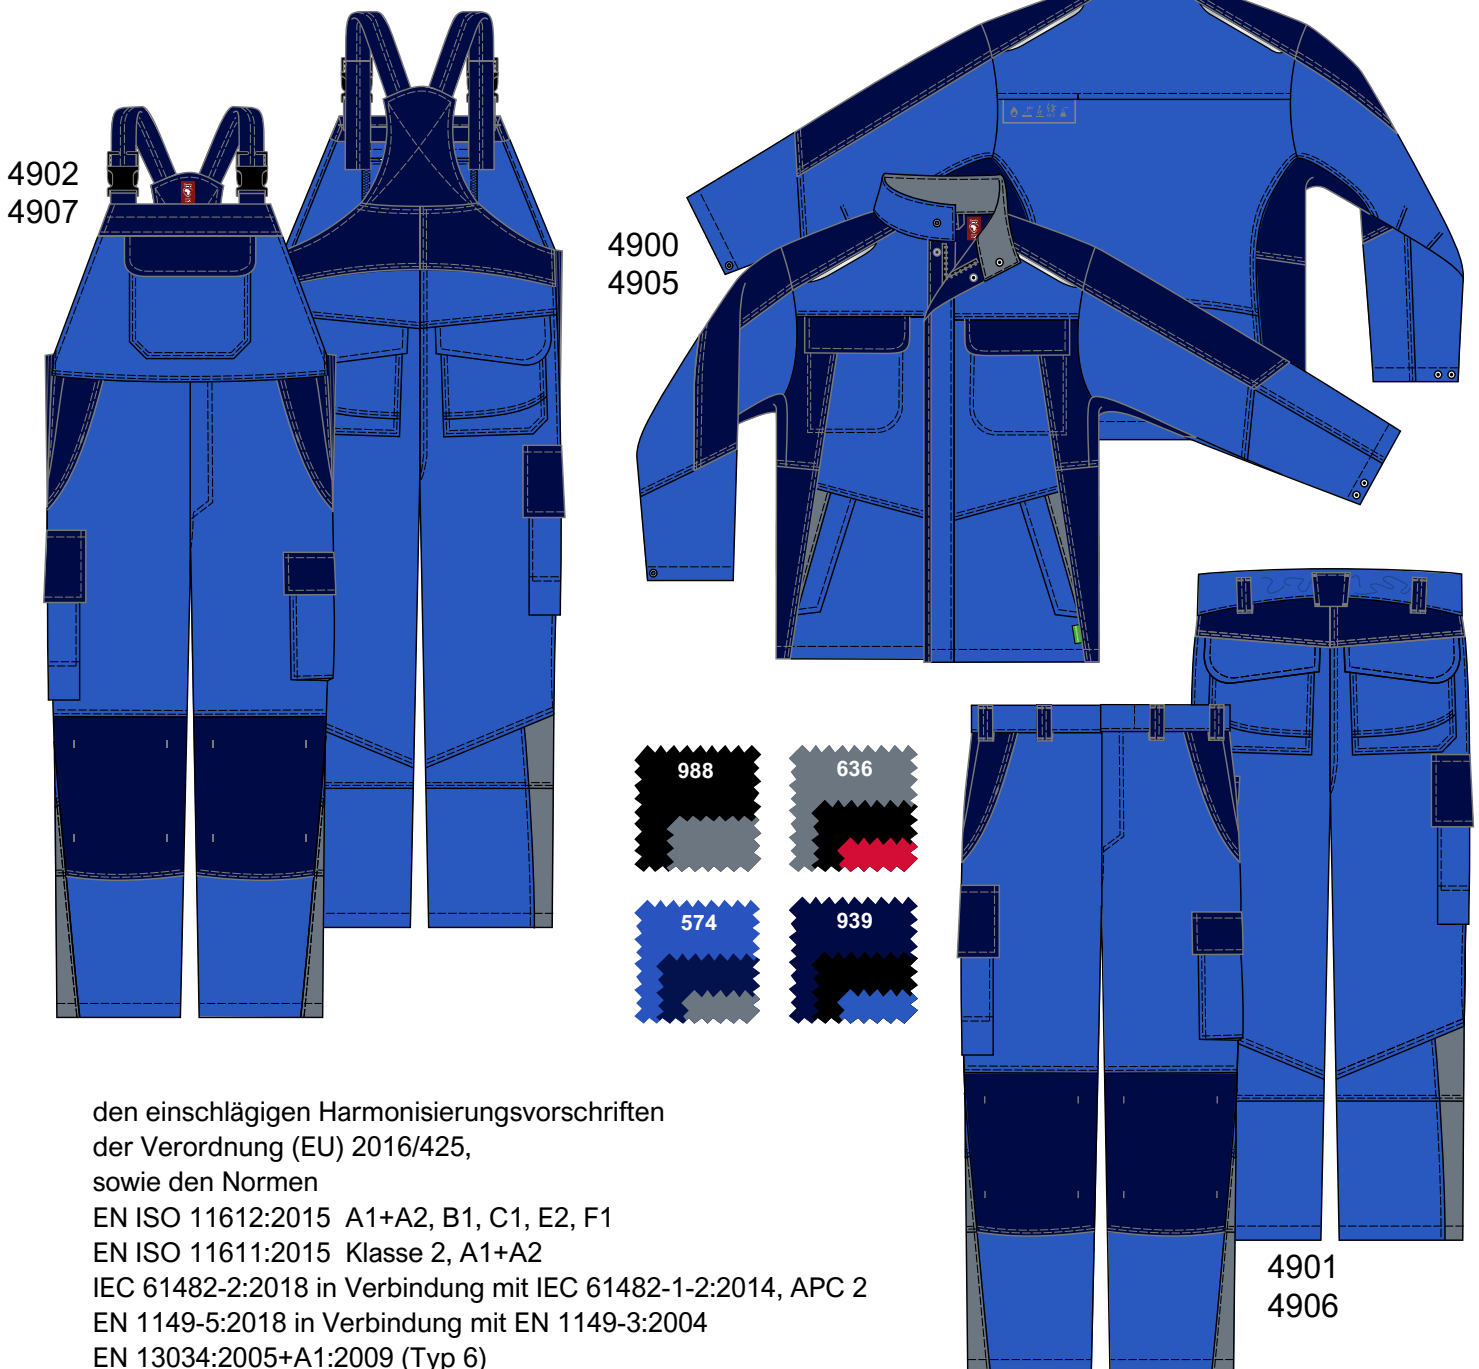 4902
4907
4900
4905
988
636
574
939
4901
4906
den einschlägigen Harmonisierungsvorschriften
der Verordnung (EU) 2016/425,
sowie den Normen
EN ISO 11612:2015  A1+A2, B1, C1, E2, F1
EN ISO 11611:2015  Klasse 2, A1+A2
IEC 61482-2:2018 in Verbindung mit IEC 61482-1-2:2014, APC 2
EN 1149-5:2018 in Verbindung mit EN 1149-3:2004
EN 13034:2005+A1:2009 (Typ 6)